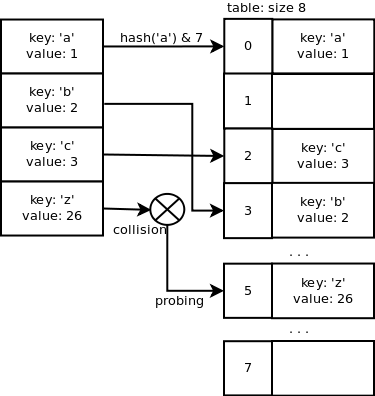 table: size 8
key: 'a'
value: 1
hash('a') & 7
0
key: 'a'
value: 1
key: 'b'
value: 2
1
key: 'c'
value: 3
2
key: 'c'
value: 3
key: 'z'
value: 26
3
key: 'b'
value: 2
collision
. . .
probing
5
key: 'z'
value: 26
. . .
7